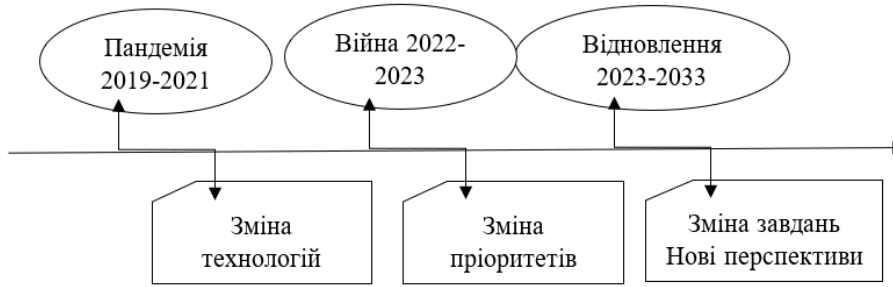 Пандемія
2019-2021
Війна 2022-
2023
Відновлення
2023-2033
Зміна
технологій
Зміна
пріоритетів
Зміна завдань
Нові перспективи